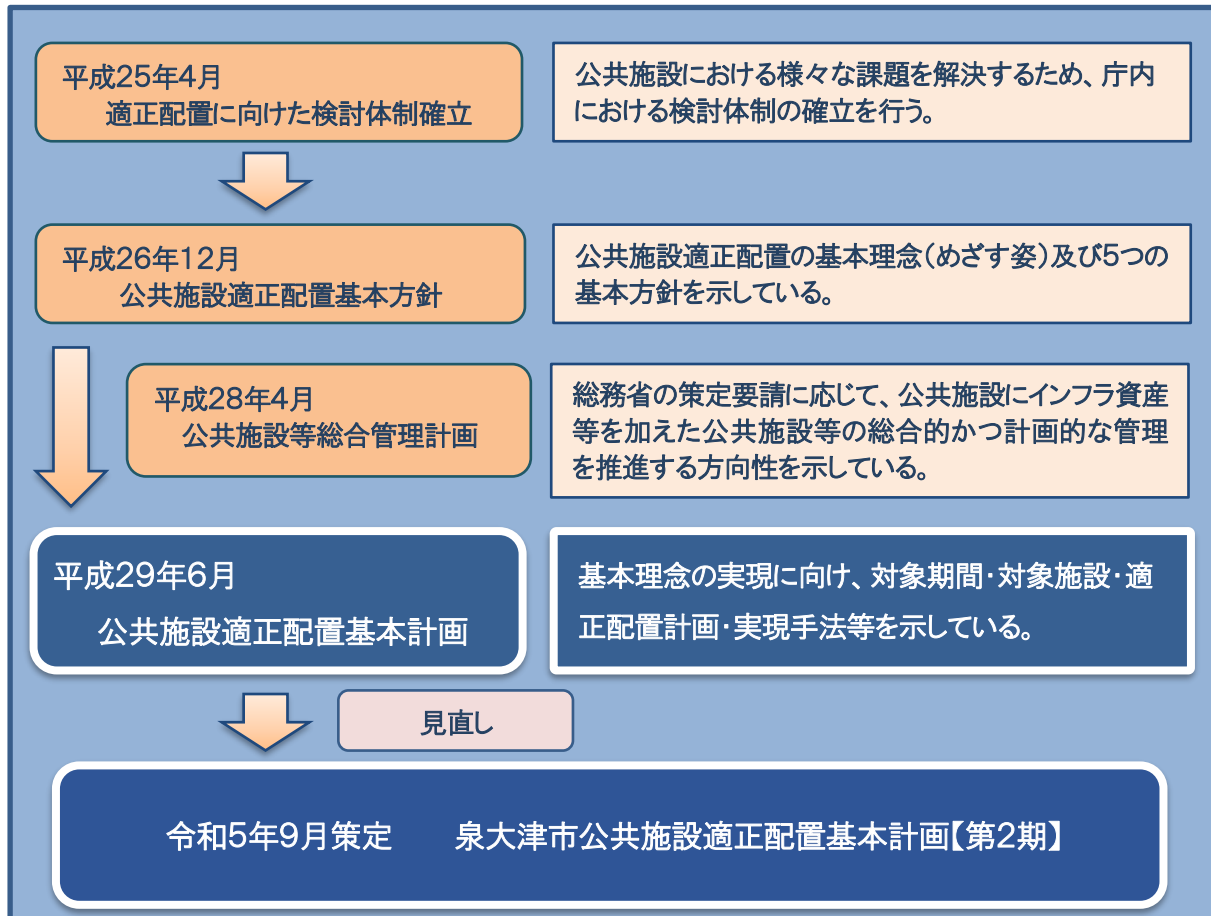 平成25年4月
適正配置に向けた検討体制確立
公共施設における様々な課題を解決するため、庁内
における検討体制の確立を行う。
平成26年12月
公共施設適正配置基本方針
公共施設適正配置の基本理念(めざす姿)及び5つの
基本方針を示している。
平成28年4月
公共施設等総合管理計画
総務省の策定要請に応じて、公共施設にインフラ資産
等を加えた公共施設等の総合的かつ計画的な管理
を推進する方向性を示している。
平成29年6月
公共施設適正配置基本計画
基本理念の実現に向け、対象期間・対象施設・適
正配置計画・実現手法等を示している。
見直し
令和5年9月策定　　泉大津市公共施設適正配置基本計画【第2期】